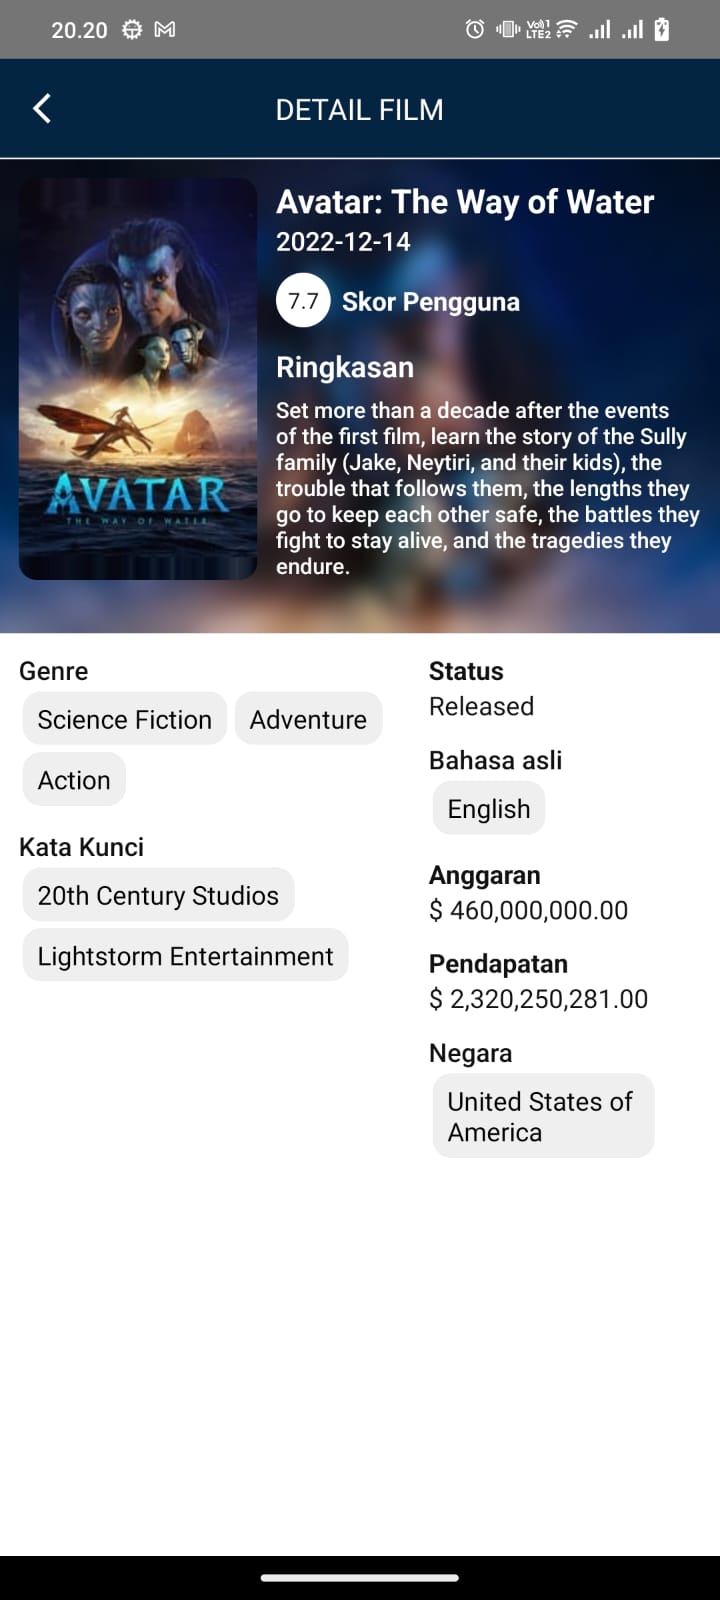 20.20
Vo) 1
LTE2
DETAIL FILM
AVATAR
THE WAY OF WATER
Avatar: The Way of Water
2022-12-14
7.7 Skor Pengguna
Ringkasan
Set more than a decade after the events
of the first film, learn the story of the Sully
family (Jake, Neytiri, and their kids), the
trouble that follows them, the lengths they
go to keep each other safe, the battles they
fight to stay alive, and the tragedies they
endure.
Genre
Science Fiction Adventure
Action
Kata Kunci
20th Century Studios
Lightstorm Entertainment
Status
Released
Bahasa asli
English
Anggaran
$ 460,000,000.00
Pendapatan
$ 2,320,250,281.00
Negara
United States of
America